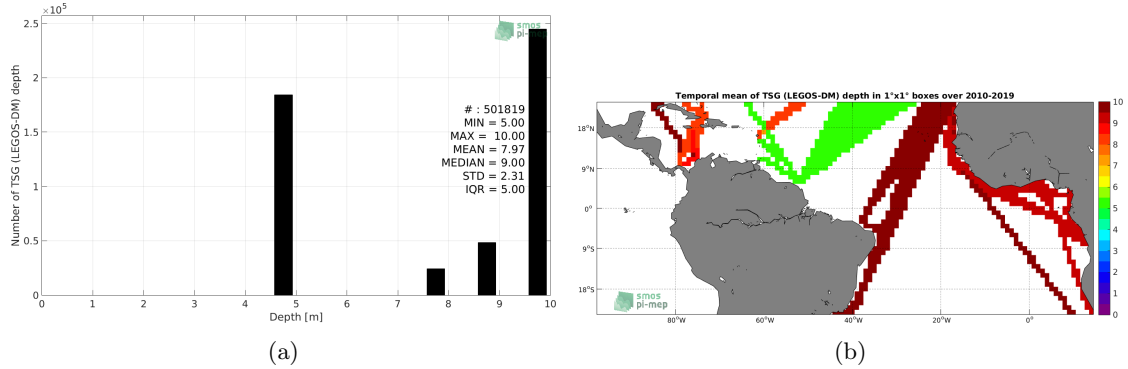 ×10⁵
2.5
2
1.5
1
0.5
0
Number of TSG (LEGOS-DM) depth
smos
pi-mep
# : 501819
MIN = 5.00
MAX = 10.00
MEAN = 7.97
MEDIAN = 9.00
STD = 2.31
IQR = 5.00
0 1 2 3 4 5 6 7 8 9 10
Depth [m]
(a)
Temporal mean of TSG (LEGOS-DM) depth in 1°x1° boxes over 2010-2019
18°N
9°N
0°
9°S
18°S
80°W 60°W 40°W 20°W 0°
smos
pi-mep
10
9
8
7
6
5
4
3
2
1
0
(b)